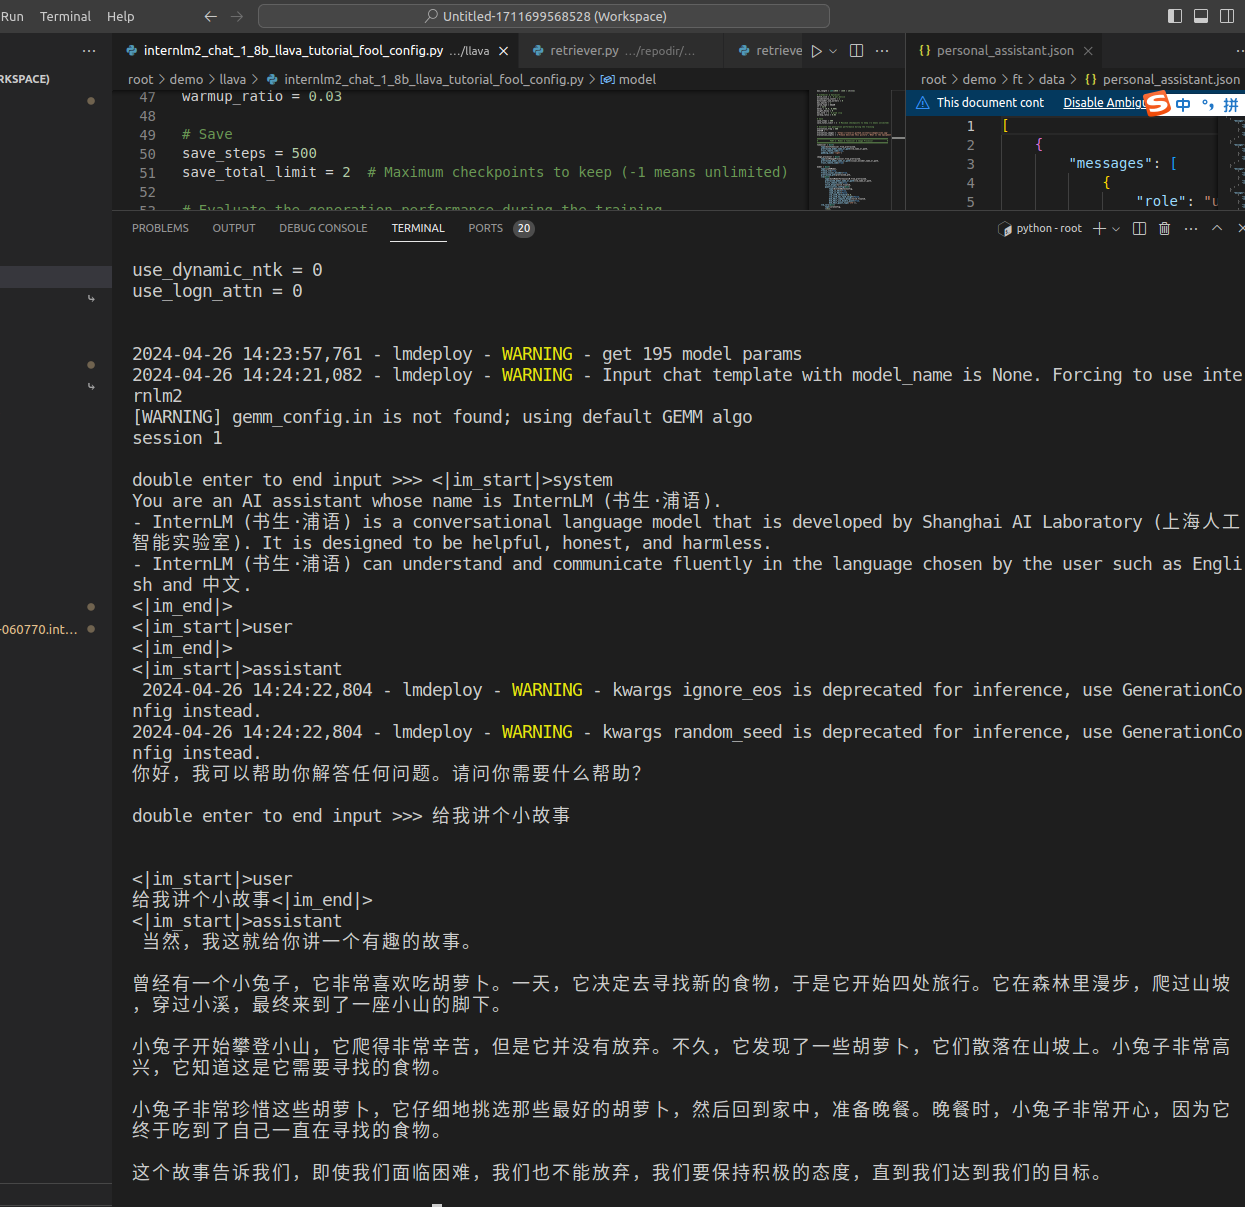 Run Terminal Help
Untitled-1711699568528 (Workspace)
RKSPACE)
internlm2_chat_1_8b_llava_tutorial_fool_config.py .../llava
retriever.py .../repodir/...
retrieve
personal_assistant.json
root > demo > llava > internlm2_chat_1_8b_llava_tutorial_fool_config.py > model
root > demo > ft > data > {} personal_assistant.json
This document cont Disable Ambigu
中 °, 拼
47 warmup_ratio = 0.03
48
49 # Save
50 save_steps = 500
51 save_total_limit = 2 # Maximum checkpoints to keep (-1 means unlimited)
52
53 # Evaluate the generation performance during the training
1 [
2 {
3 "messages": [
4 {
5 "role": "u
PROBLEMS OUTPUT DEBUG CONSOLE TERMINAL PORTS 20
python - root
-060770.int...
use_dynamic_ntk = 0
use_logn_attn = 0
2024-04-26 14:23:57,761 - lmdeploy - WARNING - get 195 model params
2024-04-26 14:24:21,082 - lmdeploy - WARNING - Input chat template with model_name is None. Forcing to use inte
rnlm2
[WARNING] gemm_config.in is not found; using default GEMM algo
session 1
double enter to end input >>> <|im_start|>system
You are an AI assistant whose name is InternLM (书生·浦语).
- InternLM (书生·浦语) is a conversational language model that is developed by Shanghai AI Laboratory (上海人工
智能实验室). It is designed to be helpful, honest, and harmless.
- InternLM (书生·浦语) can understand and communicate fluently in the language chosen by the user such as Engli
sh and 中文.
<|im_end|>
<|im_start|>user
<|im_end|>
<|im_start|>assistant
2024-04-26 14:24:22,804 - lmdeploy - WARNING - kwargs ignore_eos is deprecated for inference, use GenerationCo
nfig instead.
2024-04-26 14:24:22,804 - lmdeploy - WARNING - kwargs random_seed is deprecated for inference, use GenerationCo
nfig instead.
你好，我可以帮助你解答任何问题。请问你需要什么帮助？
double enter to end input >>> 给我讲个小故事
<|im_start|>user
给我讲个小故事<|im_end|>
<|im_start|>assistant
当然，我这就给你讲一个有趣的故事。
曾经有一个小兔子，它非常喜欢吃胡萝卜。一天，它决定去寻找新的食物，于是它开始四处旅行。它在森林里漫步，爬过山坡
，穿过小溪，最终来到了一座小山的脚下。
小兔子开始攀登小山，它爬得非常辛苦，但是它并没有放弃。不久，它发现了一些胡萝卜，它们散落在山坡上。小兔子非常高
兴，它知道这是它需要寻找的食物。
小兔子非常珍惜这些胡萝卜，它仔细地挑选那些最好的胡萝卜，然后回到家中，准备晚餐。晚餐时，小兔子非常开心，因为它
终于吃到了自己一直在寻找的食物。
这个故事告诉我们，即使我们面临困难，我们也不能放弃，我们要保持积极的态度，直到我们达到我们的目标。